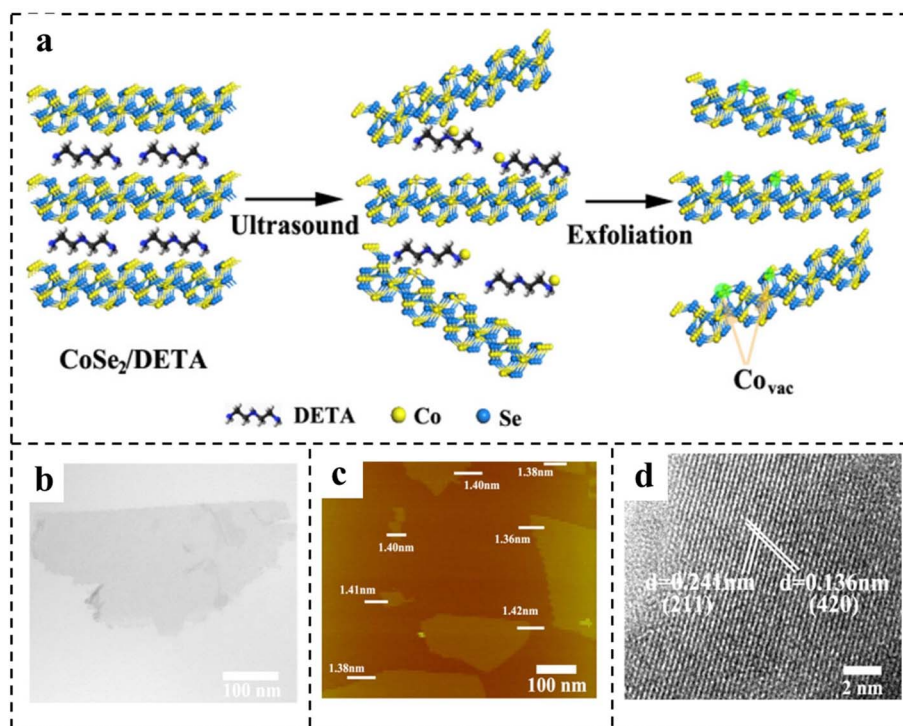 a
Ultrasound
Exfoliation
CoSe₂/DETA
Co_vac
DETA
Co
Se
b
100 nm
c
1.38nm
1.40nm
1.40nm
1.36nm
1.41nm
1.42nm
1.38nm
100 nm
d
d=0.241nm
(211)
d=0.136nm
(420)
2 nm